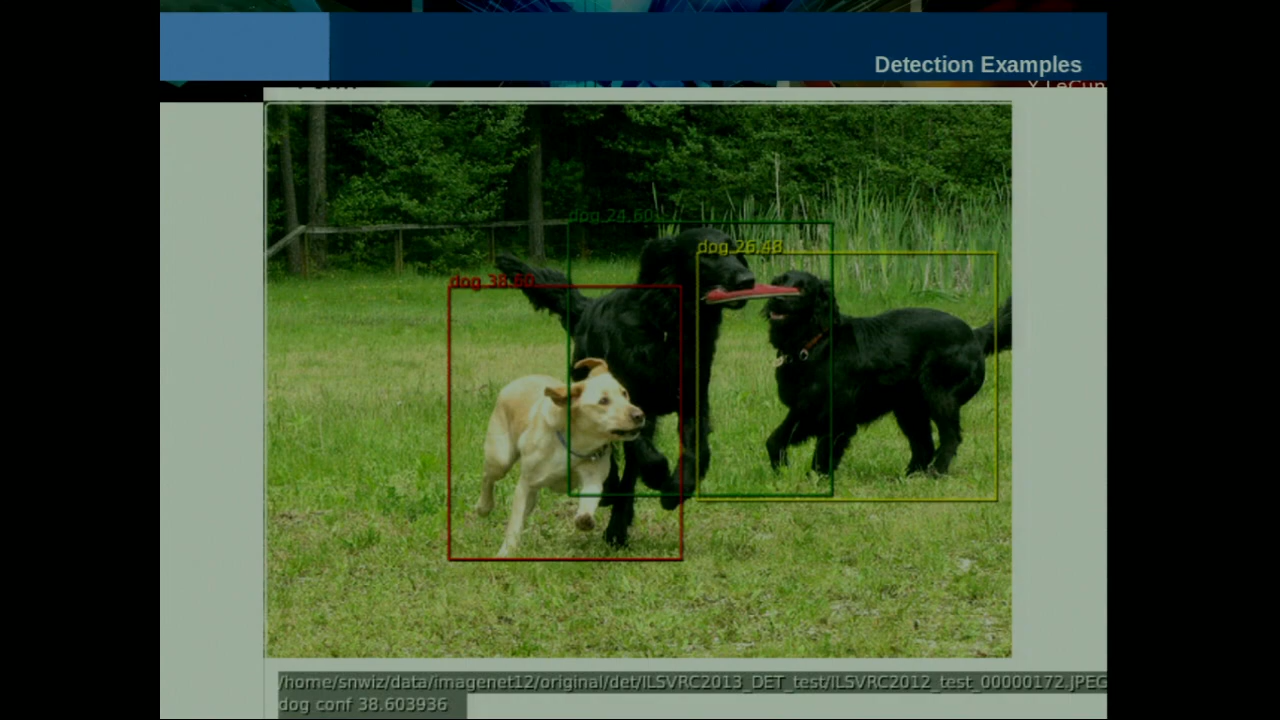 Detection Examples
Y LeCun
dog 24.60
dog 26.48
dog 38.60
/home/snwiz/data/imagenet12/original/det/ILSVRC2013_DET_test/ILSVRC2012_test_00000172.JPEG
dog conf 38.603936